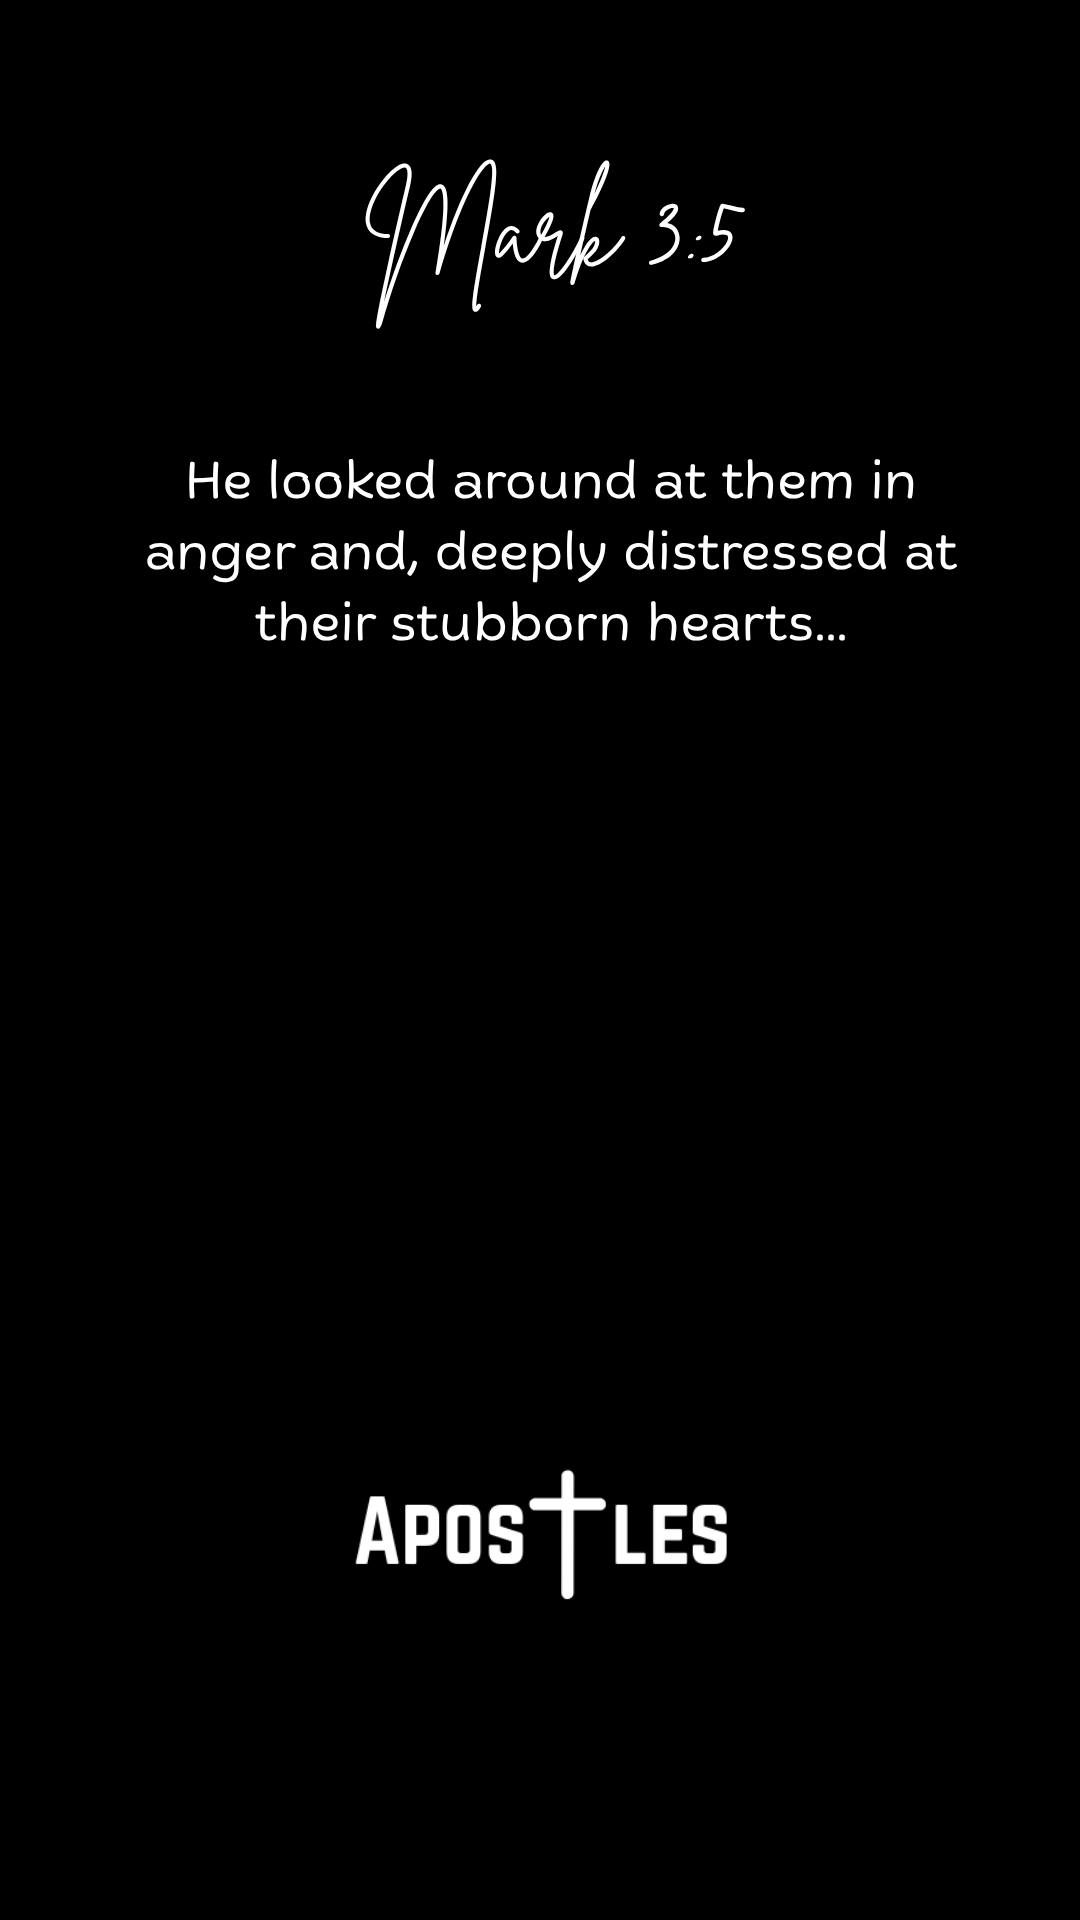 Mark 3:5
He looked around at them in
anger and, deeply distressed at
their stubborn hearts...
APOSTLES